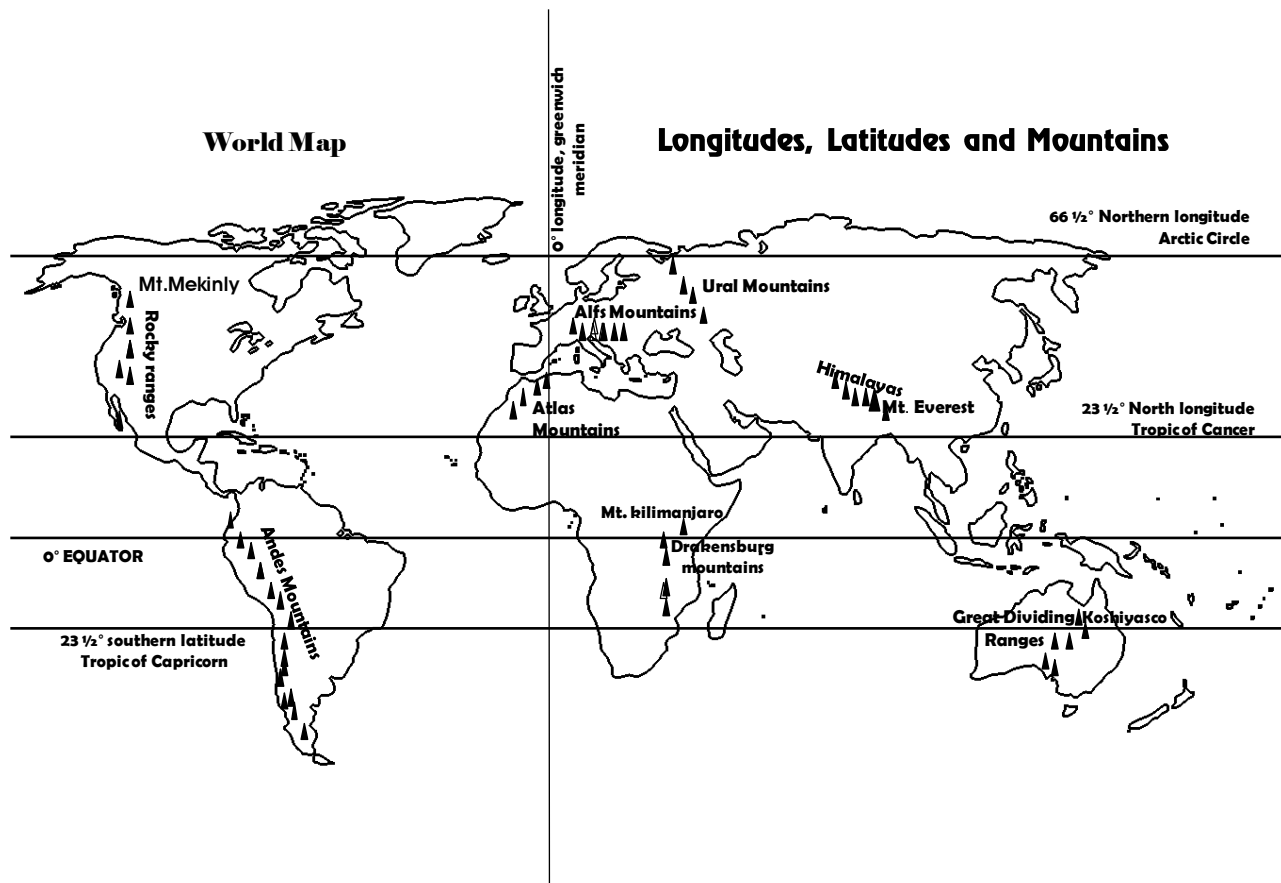 World Map
Longitudes, Latitudes and Mountains
0° longitude, greenwich
meridian
66 ½° Northern longitude
Arctic Circle
Mt.Mekinly
Rocky ranges
Ural Mountains
Alfs Mountains
Himalayas
Mt. Everest
Atlas
Mountains
23 ½° North longitude
Tropic of Cancer
Mt. kilimanjaro
Drakensburg
mountains
0° EQUATOR
Andes Mountains
Great Dividing
Ranges
Koshiyasco
23 ½° southern latitude
Tropic of Capricorn